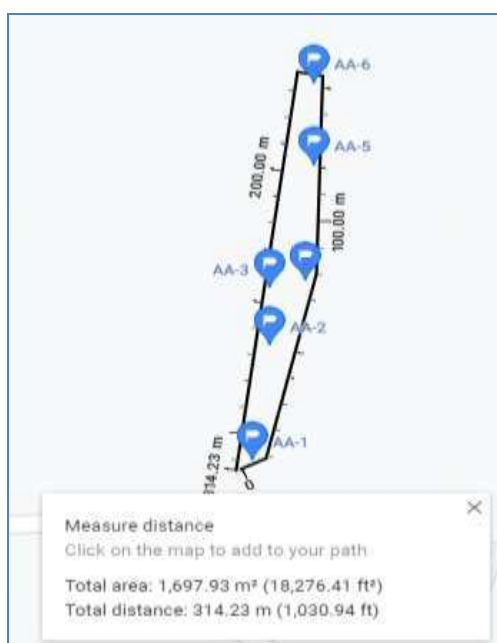 AA-6
AA-5
200.00 m
100.00 m
AA-3
AA-2
AA-1
314.23 m
0
Measure distance
Click on the map to add to your path
Total area: 1,697.93 m² (18,276.41 ft²)
Total distance: 314.23 m (1,030.94 ft)